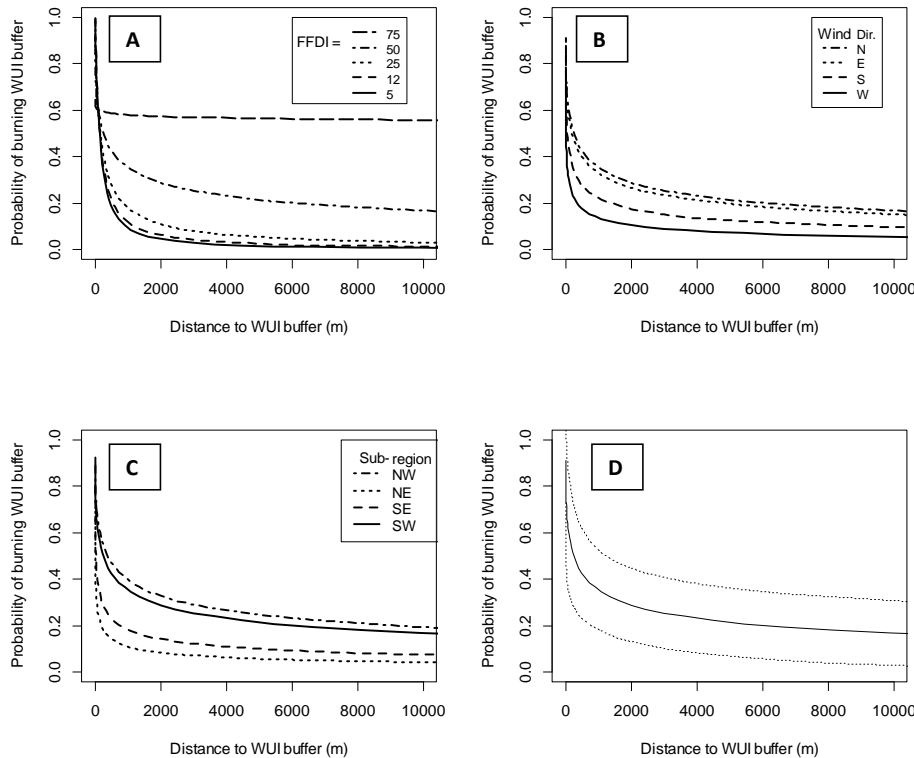 A
FFDI =
75
50
25
12
5
Probability of burning WUI buffer
0.0 0.2 0.4 0.6 0.8 1.0
0 2000 4000 6000 8000 10000
Distance to WUI buffer (m)
B
Wind Dir.
N
E
S
W
Probability of burning WUI buffer
0.0 0.2 0.4 0.6 0.8 1.0
0 2000 4000 6000 8000 10000
Distance to WUI buffer (m)
C
Sub-region
NW
NE
SE
SW
Probability of burning WUI buffer
0.0 0.2 0.4 0.6 0.8 1.0
0 2000 4000 6000 8000 10000
Distance to WUI buffer (m)
D
Probability of burning WUI buffer
0.0 0.2 0.4 0.6 0.8 1.0
0 2000 4000 6000 8000 10000
Distance to WUI buffer (m)